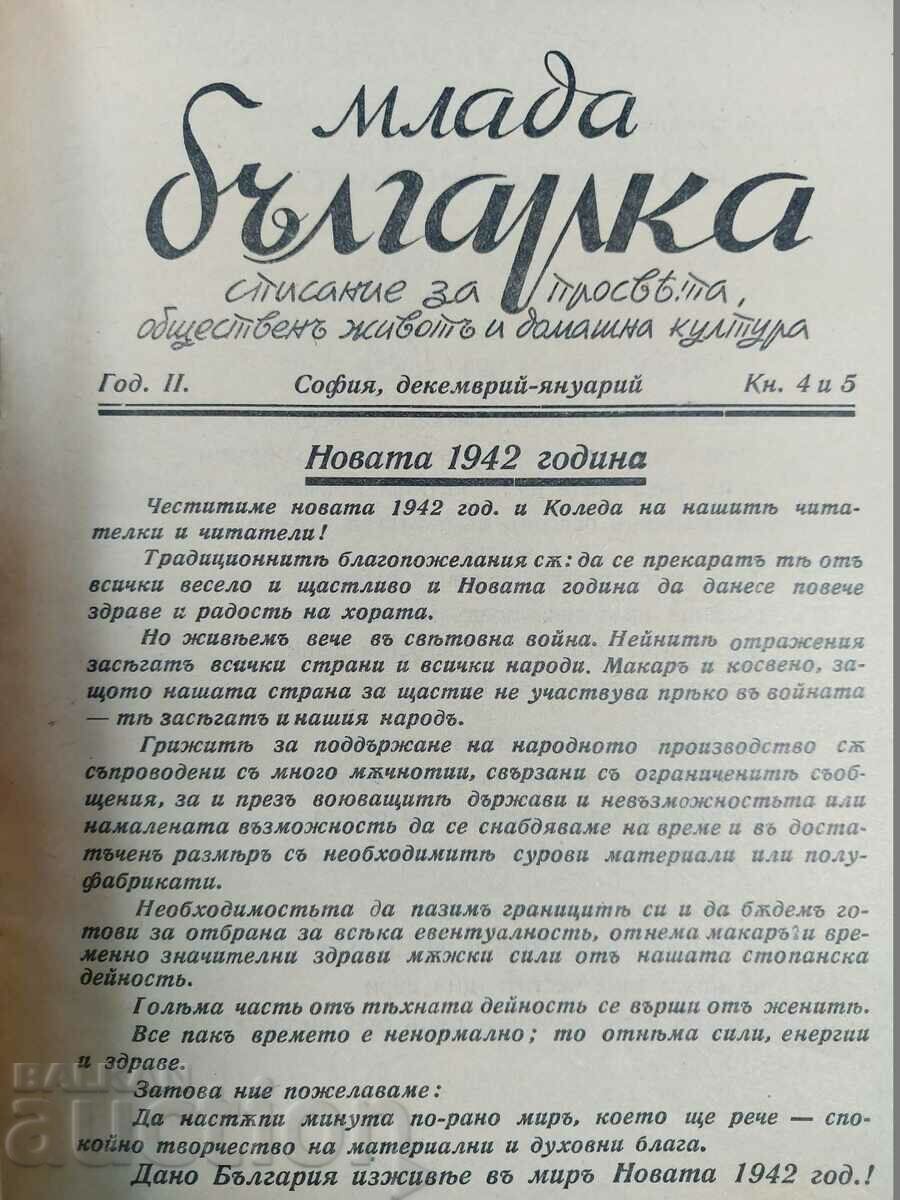 млада
българка
списание за просвѣта,
общественъ животъ и домашна култура
Год. II. София, декемврий-януарий Кн. 4 и 5
Новата 1942 година
Честитиме новата 1942 год. и Коледа на нашитѣ чита-
телки и читатели!
Традиционнитѣ благопожелания сѫ: да се прекаратъ тѣ отъ
всички весело и щастливо и Новата година да данесе повече
здраве и радость на хората.
Но живѣемъ вече въ свѣтовна война. Нейнитѣ отражения
засѣгатъ всички страни и всички народи. Макаръ и косвено, за-
щото нашата страна за щастие не участвува прѣко въ войната
— тѣ засѣгатъ и нашия народъ.
Грижитѣ за поддържане на народното производство сѫ
съпроводени съ много мѫчнотии, свързани съ ограниченитѣ съоб-
щения, за и презъ воюващитѣ държави и невъзможностьта или
намалената възможность да се снабдяваме на време и въ доста-
тъченъ размѣръ съ необходимитѣ сурови материали или полу-
фабрикати.
Необходимостьта да пазимъ границитѣ си и да бѫдемъ го-
тови за отбрана за всѣка евентуалность, отнема макаръ и вре-
менно значителни здрави мѫжки сили отъ нашата стопанска
дейность.
Голѣма часть отъ тѣхната дейность се върши отъ женитѣ.
Все пакъ времето е ненормално; то отнѣма сили, енергии
и здраве.
Затова ние пожелаваме:
Да настѫпи минута по-рано миръ, което ще рече — спо-
койно творчество на материални и духовни блага.
Дано България изживѣе въ миръ Новата 1942 год.!
BALKAN
auction